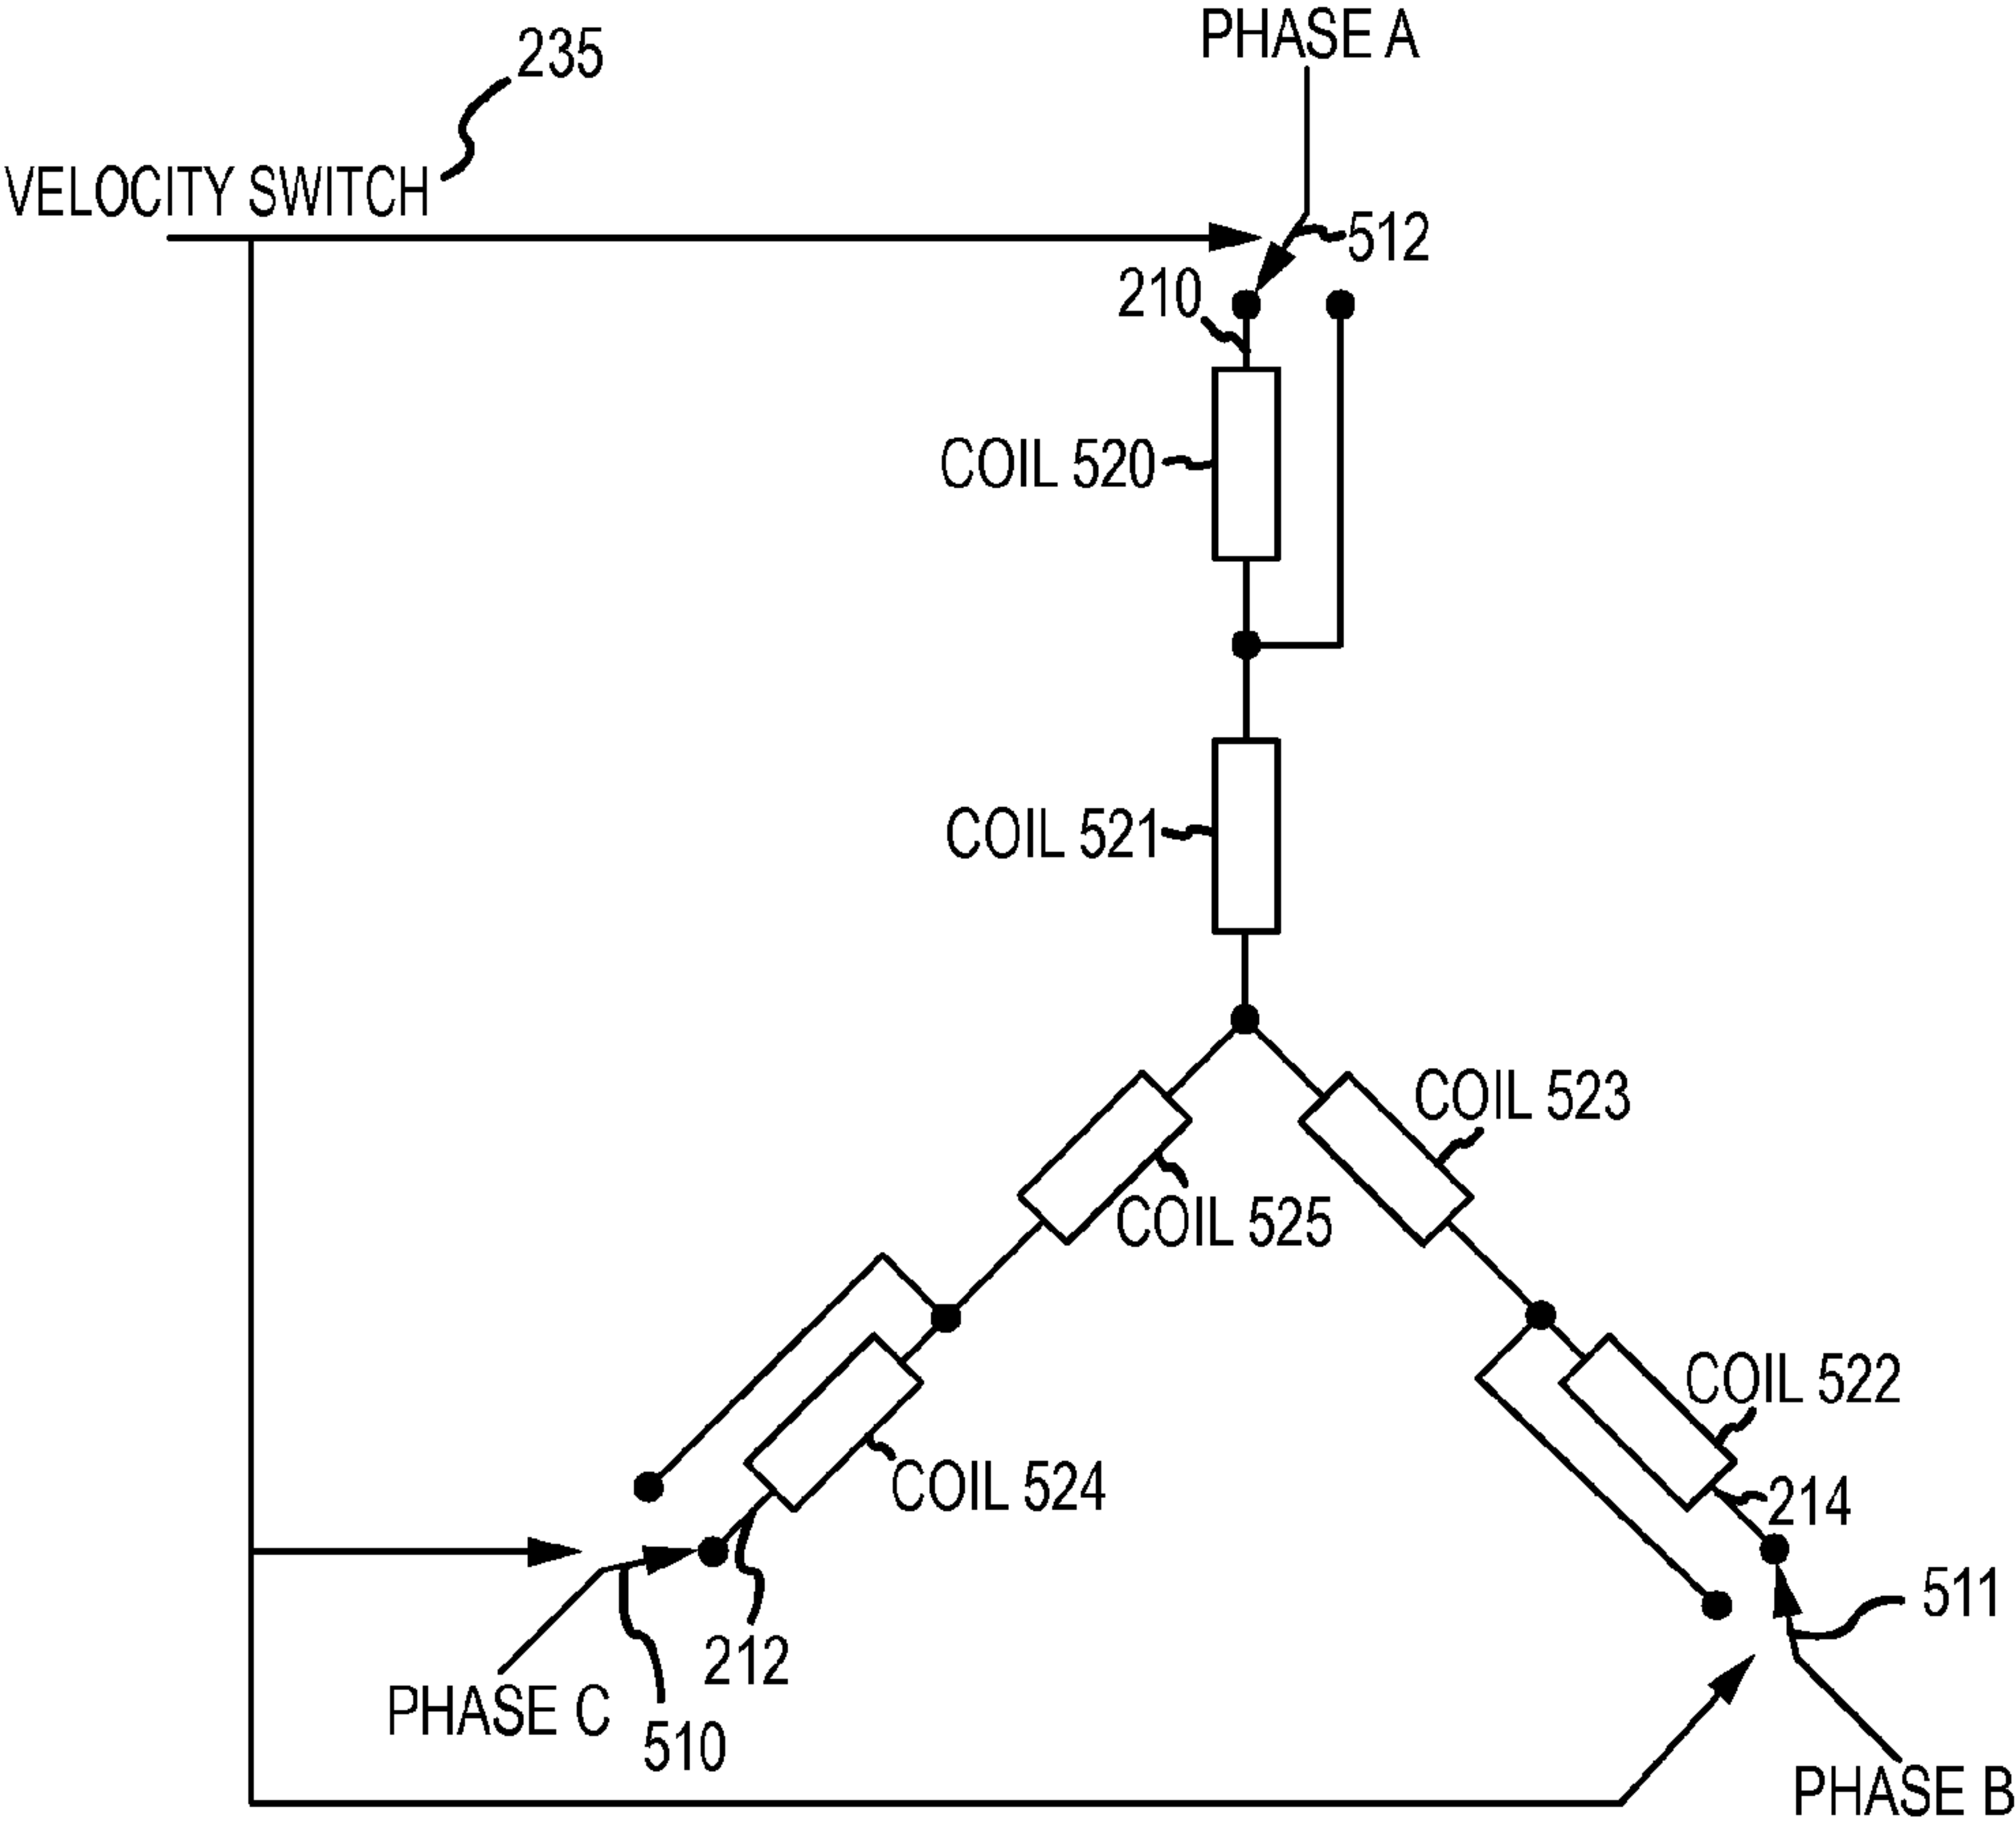 PHASE A
235
VELOCITY SWITCH
512
210
COIL 520
COIL 521
COIL 523
COIL 525
COIL 522
COIL 524
214
511
212
PHASE C
510
PHASE B